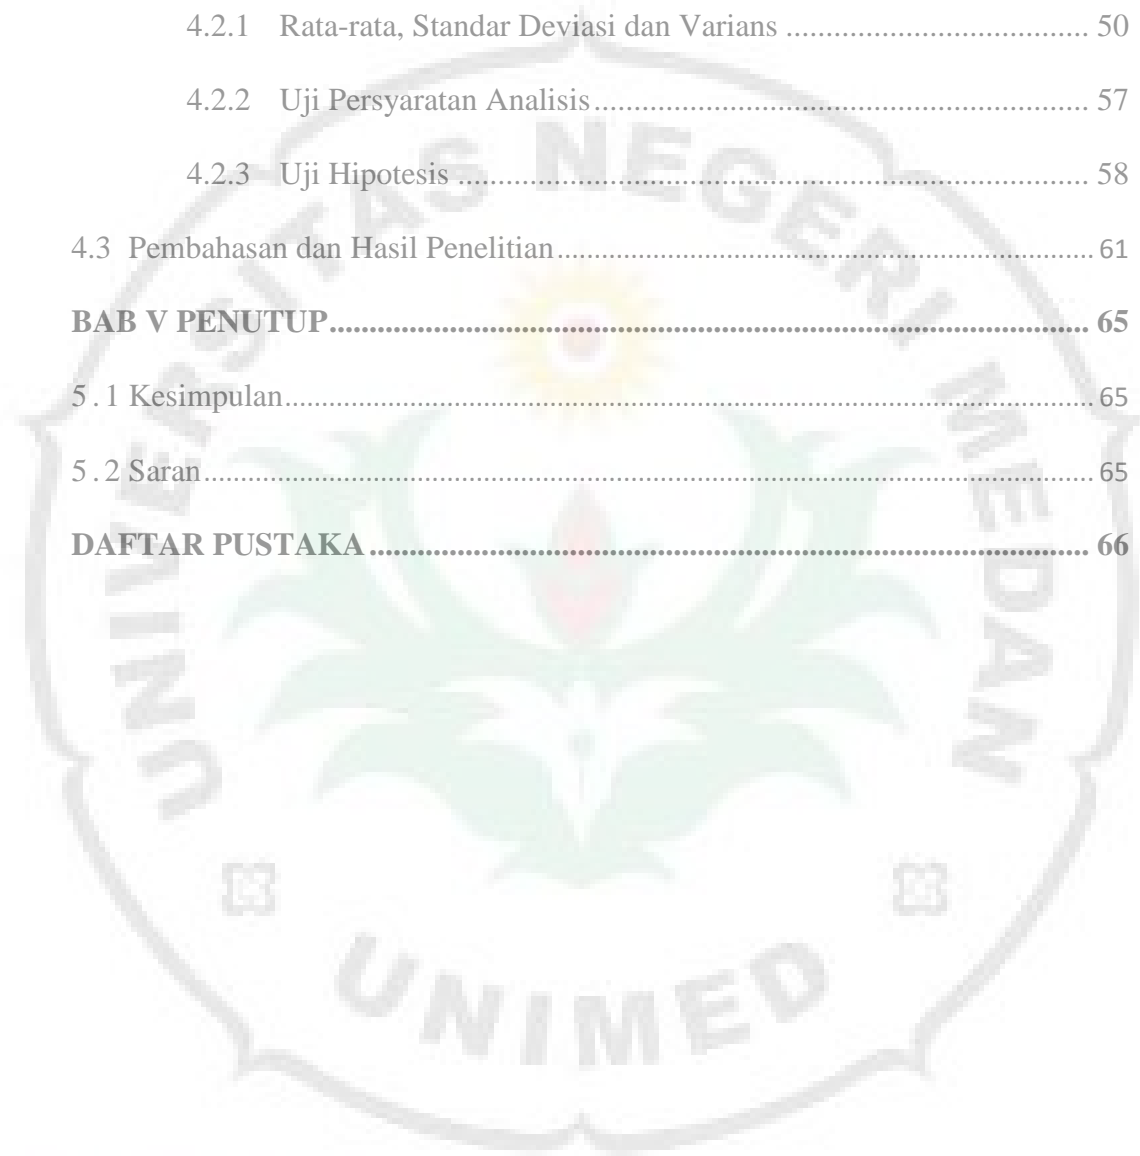 4.2.1 Rata-rata, Standar Deviasi dan Varians .................................. 50
4.2.2 Uji Persyaratan Analisis .................................. 57
4.2.3 Uji Hipotesis .................................. 58
4.3 Pembahasan dan Hasil Penelitian .................................. 61
BAB V PENUTUP .................................. 65
5 . 1 Kesimpulan .................................. 65
5 . 2 Saran .................................. 65
DAFTAR PUSTAKA .................................. 66
UNIVERSITAS NEGERI MEDAN
UNIMED